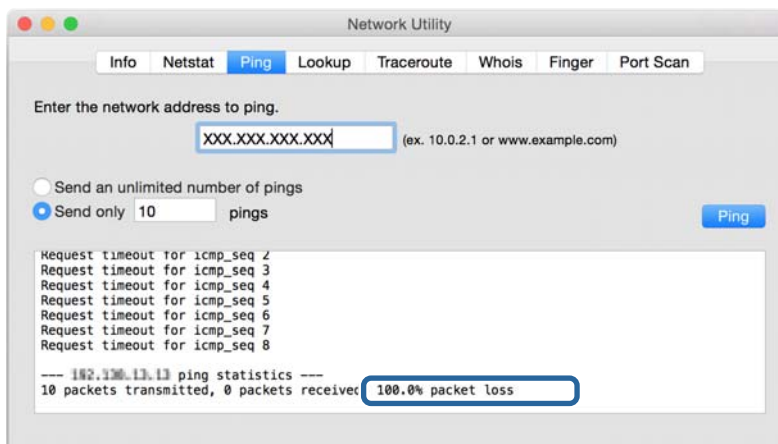 Network Utility
Info Netstat Ping Lookup Traceroute Whois Finger Port Scan
Enter the network address to ping.
XXX.XXX.XXX.XXX (ex. 10.0.2.1 or www.example.com)
Send an unlimited number of pings
Send only 10 pings
Ping
Request timeout for icmp_seq 2
Request timeout for icmp_seq 3
Request timeout for icmp_seq 4
Request timeout for icmp_seq 5
Request timeout for icmp_seq 6
Request timeout for icmp_seq 7
Request timeout for icmp_seq 8
--- ping statistics ---
10 packets transmitted, 0 packets received 100.0% packet loss